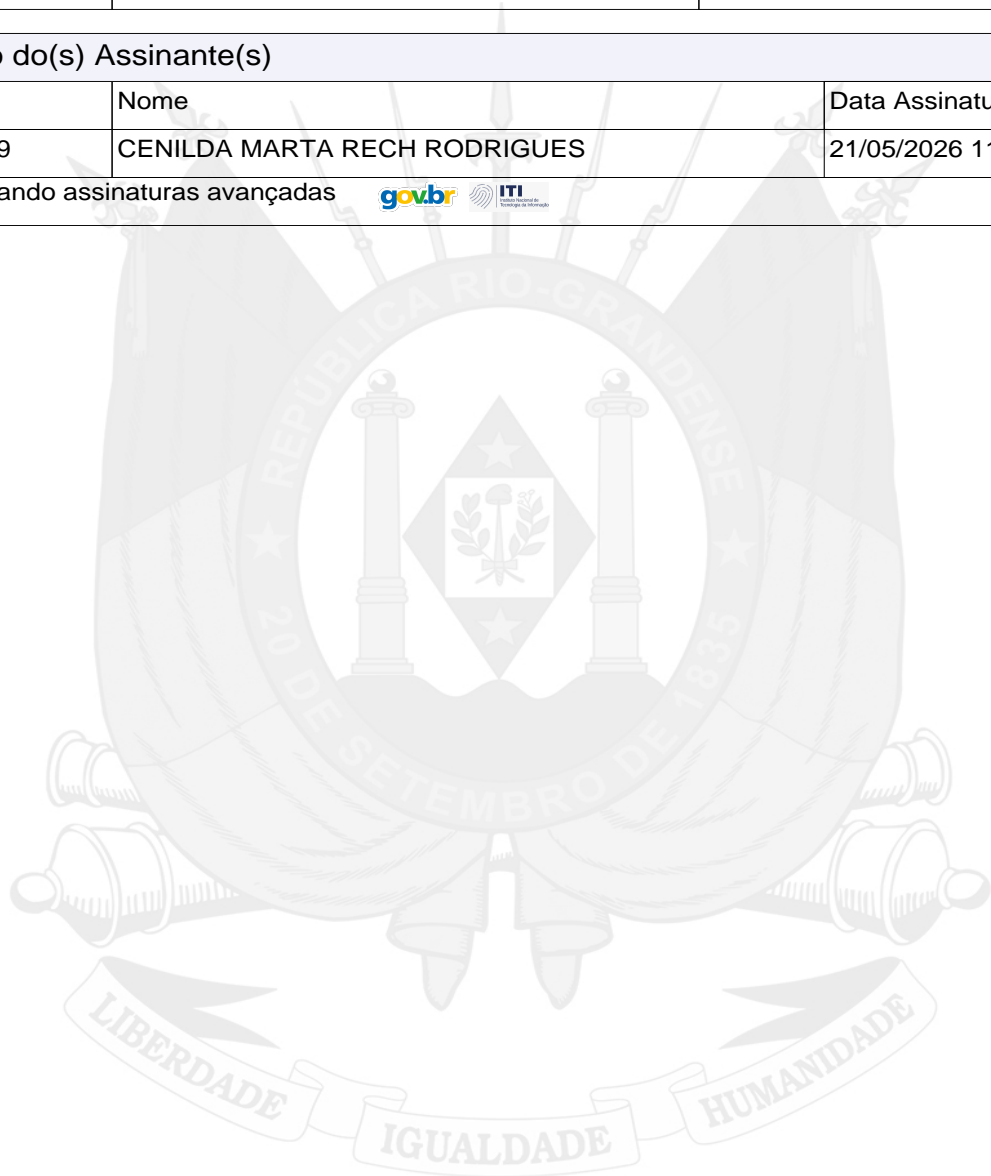 o do(s) Assinante(s)
Nome Data Assinatu
9 CENILDA MARTA RECH RODRIGUES 21/05/2026 11
ando assinaturas avançadas gov.br ITI
REPÚBLICA RIO-GRANDENSE
20 DE SETEMBRO DE 1835
LIBERDADE IGUALDADE HUMANIDADE